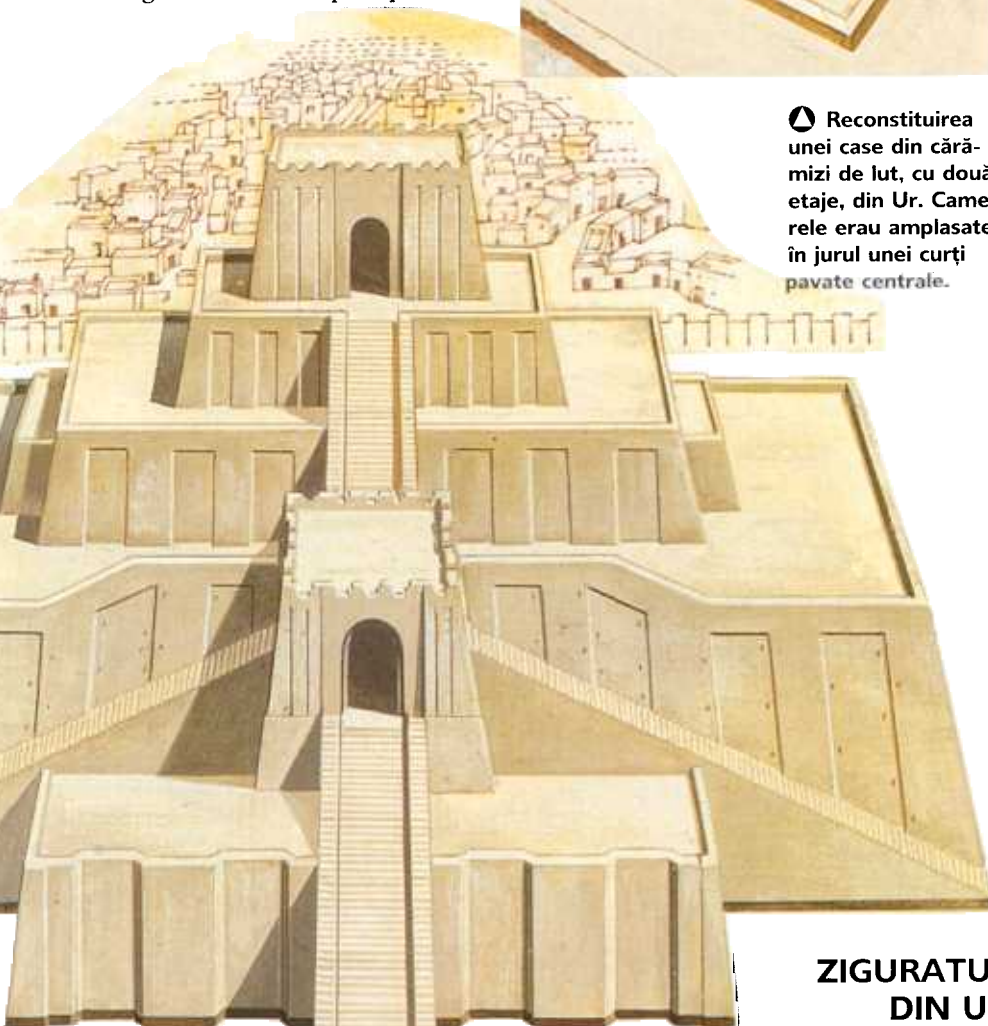 Reconstituirea
unei case din cără-
mizi de lut, cu două
etaje, din Ur. Came
rele erau amplasate
în jurul unei curți
pavate centrale.
ZIGURATU
DIN U